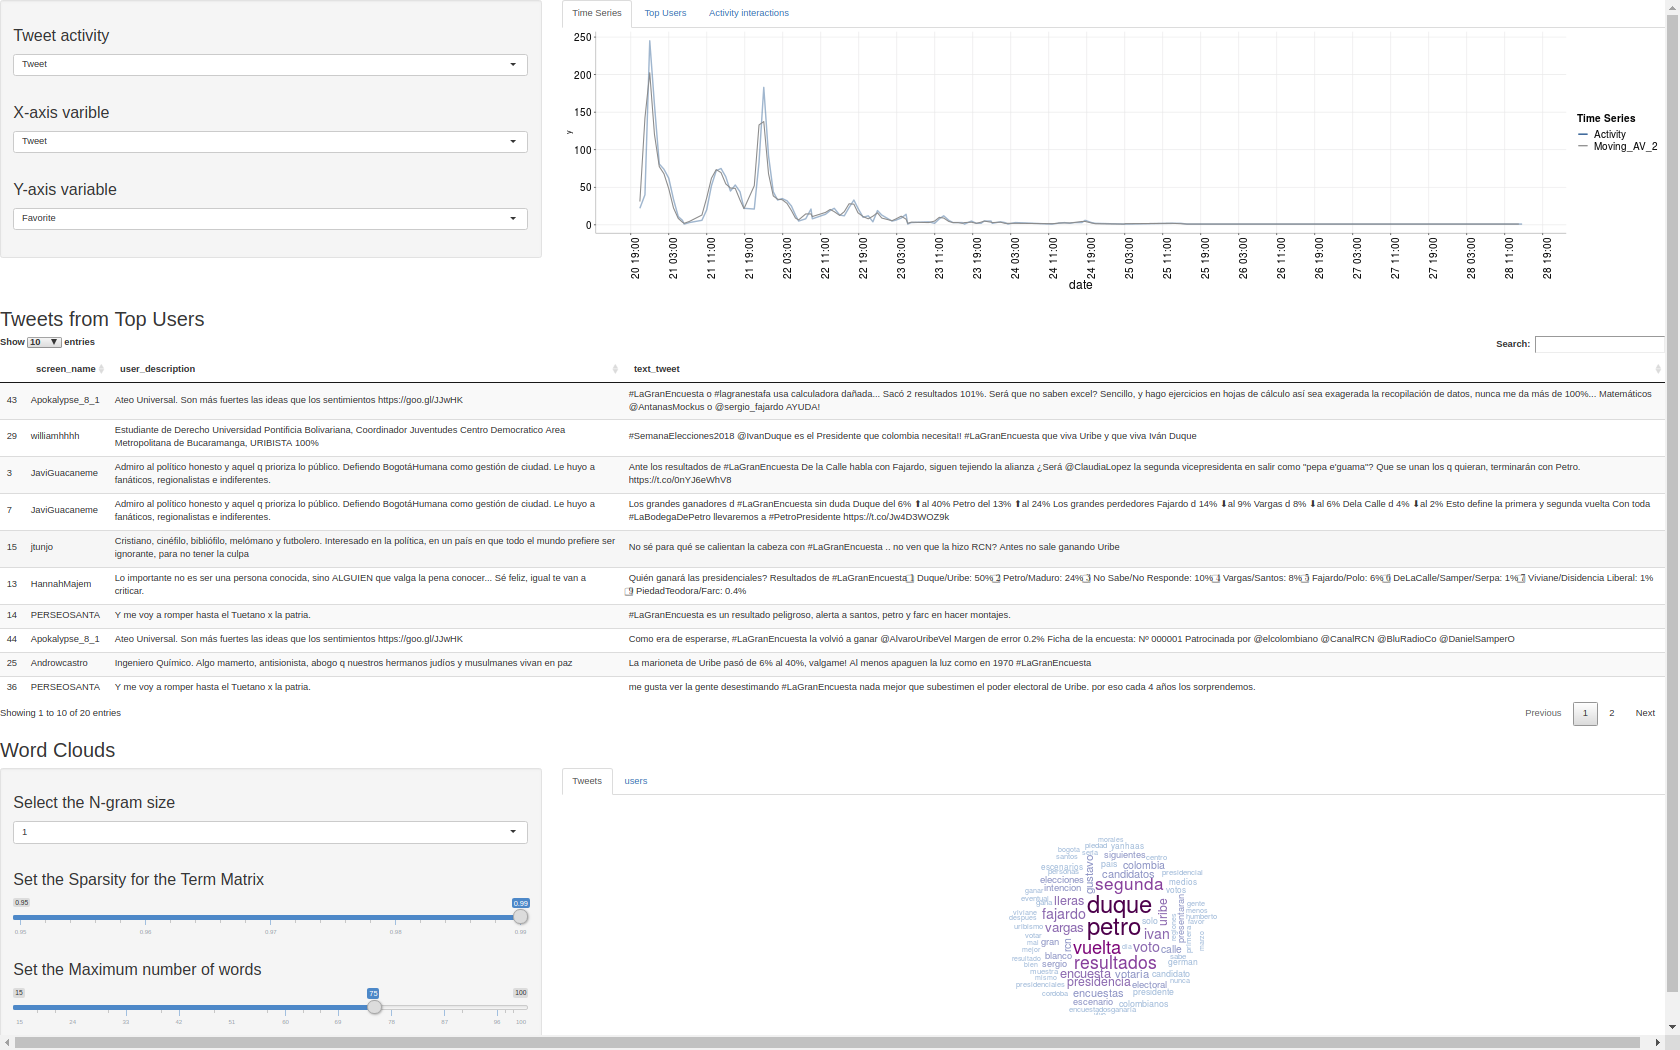 Tweet activity
Tweet
X-axis varible
Tweet
Y-axis variable
Favorite
Time Series
Top Users
Activity interactions
250
200
150
100
50
0
y
20 19:00
21 03:00
21 11:00
21 19:00
22 03:00
22 11:00
22 19:00
23 03:00
23 11:00
23 19:00
24 03:00
24 11:00
24 19:00
25 03:00
25 11:00
25 19:00
26 03:00
26 11:00
26 19:00
27 03:00
27 11:00
27 19:00
28 03:00
28 11:00
28 19:00
date
Time Series
Activity
Moving_AV_2
Tweets from Top Users
Show 10 entries
Search:
screen_name user_description text_tweet
43 Apokalypse_8_1 Ateo Universal. Son más fuertes las ideas que los sentimientos https://goo.gl/JJwHK
#LaGranEncuesta o #lagranestafa usa calculadora dañada... Sacó 2 resultados 101%. Será que no saben excel? Sencillo, y hago ejercicios en hojas de cálculo así sea exagerada la recopilación de datos, nunca me da más de 100%... Matemáticos
@AntanasMockus o @sergio_fajardo AYUDA!
29 williamhhhh
Estudiante de Derecho Universidad Pontificia Bolivariana, Coordinador Juventudes Centro Democratico Area
Metropolitana de Bucaramanga, URIBISTA 100%
#SemanaElecciones2018 @IvanDuque es el Presidente que colombia necesita!! #LaGranEncuesta que viva Uribe y que viva Iván Duque
3 JaviGuacaneme
Admiro al político honesto y aquel q prioriza lo público. Defiendo BogotáHumana como gestión de ciudad. Le huyo a
fanáticos, regionalistas e indiferentes.
Ante los resultados de #LaGranEncuesta De la Calle habla con Fajardo, siguen tejiendo la alianza ¿Será @ClaudiaLopez la segunda vicepresidenta en salir como "pepa e'guama"? Que se unan los q quieran, terminarán con Petro.
https://t.co/0nYJ6eWhV8
7 JaviGuacaneme
Admiro al político honesto y aquel q prioriza lo público. Defiendo BogotáHumana como gestión de ciudad. Le huyo a
fanáticos, regionalistas e indiferentes.
Los grandes ganadores d #LaGranEncuesta sin duda Duque del 6% ⬆al 40% Petro del 13% ⬆al 24% Los grandes perdedores Fajardo d 14% ⬇al 9% Vargas d 8% ⬇al 6% Dela Calle d 4% ⬇al 2% Esto define la primera y segunda vuelta Con toda
#LaBodegaDePetro llevaremos a #PetroPresidente https://t.co/Jw4D3WOZ9k
15 jtunjo
Cristiano, cinéfilo, bibliófilo, melómano y futbolero. Interesado en la política, en un país en que todo el mundo prefiere ser
ignorante, para no tener la culpa
No sé para qué se calientan la cabeza con #LaGranEncuesta .. no ven que la hizo RCN? Antes no sale ganando Uribe
13 HannahMajem
Lo importante no es ser una persona conocida, sino ALGUIEN que valga la pena conocer... Sé feliz, igual te van a
criticar.
Quién ganará las presidenciales? Resultados de #LaGranEncuesta1 Duque/Uribe: 50%2 Petro/Maduro: 24%3 No Sabe/No Responde: 10%4 Vargas/Santos: 8%5 Fajardo/Polo: 6%6 DeLaCalle/Samper/Serpa: 1%7 Viviane/Disidencia Liberal: 1%
9 PiedadTeodora/Farc: 0.4%
14 PERSEOSANTA Y me voy a romper hasta el Tuetano x la patria. #LaGranEncuesta es un resultado peligroso, alerta a santos, petro y farc en hacer montajes.
44 Apokalypse_8_1 Ateo Universal. Son más fuertes las ideas que los sentimientos https://goo.gl/JJwHK Como era de esperarse, #LaGranEncuesta la volvió a ganar @AlvaroUribeVel Margen de error 0.2% Ficha de la encuesta: Nº 000001 Patrocinada por @elcolombiano @CanalRCN @BluRadioCo @DanielSamperO
25 Androwcastro Ingeniero Químico. Algo mamerto, antisionista, abogo q nuestros hermanos judíos y musulmanes vivan en paz La marioneta de Uribe pasó de 6% al 40%, valgame! Al menos apaguen la luz como en 1970 #LaGranEncuesta
36 PERSEOSANTA Y me voy a romper hasta el Tuetano x la patria. me gusta ver la gente desestimando #LaGranEncuesta nada mejor que subestimen el poder electoral de Uribe. por eso cada 4 años los sorprendemos.
Showing 1 to 10 of 20 entries
Previous 1 2 Next
Word Clouds
Select the N-gram size
1
Set the Sparsity for the Term Matrix
0.95 0.99
0.95 0.96 0.97 0.98 0.99
Set the Maximum number of words
15 75 100
15 24 33 42 51 60 69 78 87 96 100
Tweets
users
morales
piedad yanhaas
bogota seria
santos siguientes centro
escenarios pais colombia
personas candidatos presidencial
elecciones gustavo
intencion segunda medios
ganar votos
eventual
gana lleras duque uribe presentaran gente
viviane menos
despues fajardo solo humberto
favor
uribismo vargas petro ivan regiones primera marzo
votar
mal gran rcn vuelta dia voto calle
mejor
resultado blanco sabe
bien sergio resultados german
muestra
mismo encuesta votaria candidato
presidenciales presidencia electoral nunca
cordoba encuestas presidente
escenario colombianos
encuestados ganaria